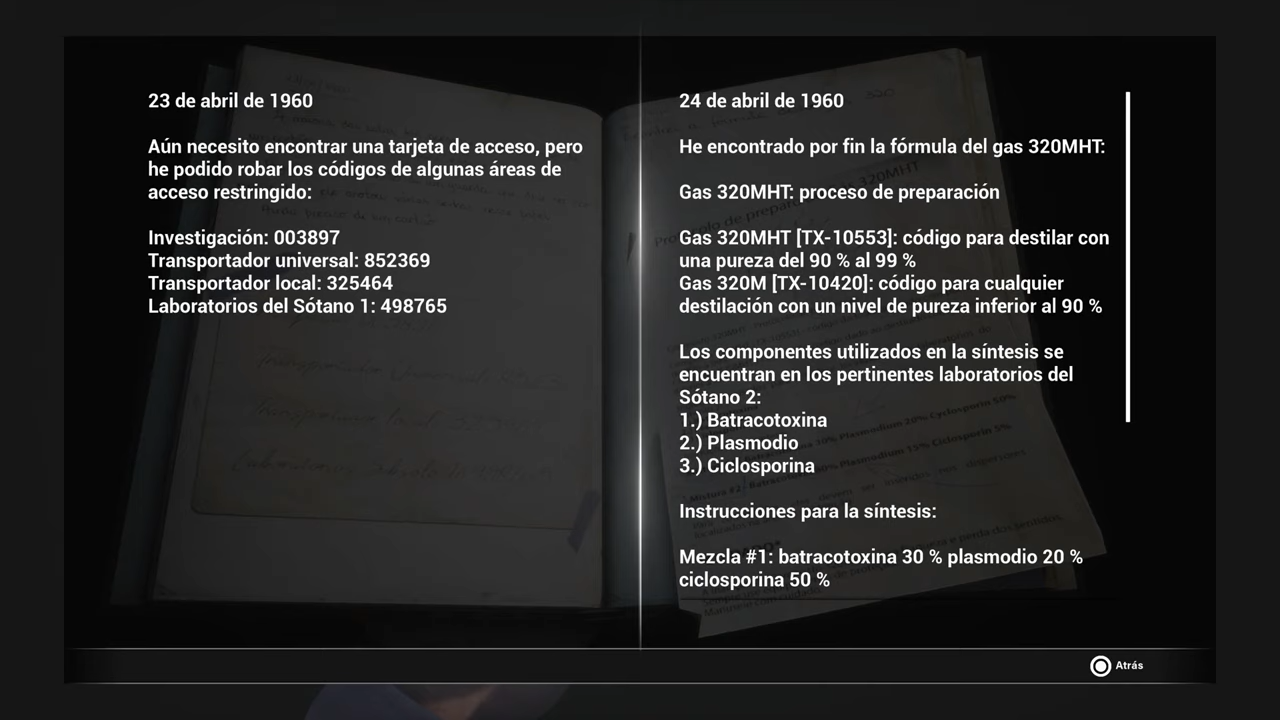 23 de abril de 1960
Aún necesito encontrar una tarjeta de acceso, pero
he podido robar los códigos de algunas áreas de
acceso restringido:
Investigación: 003897
Transportador universal: 852369
Transportador local: 325464
Laboratorios del Sótano 1: 498765
24 de abril de 1960
He encontrado por fin la fórmula del gas 320MHT:
Gas 320MHT: proceso de preparación
Gas 320MHT [TX-10553]: código para destilar con
una pureza del 90 % al 99 %
Gas 320M [TX-10420]: código para cualquier
destilación con un nivel de pureza inferior al 90 %
Los componentes utilizados en la síntesis se
encuentran en los pertinentes laboratorios del
Sótano 2:
1.) Batracotoxina
2.) Plasmodio
3.) Ciclosporina
Instrucciones para la síntesis:
Mezcla #1: batracotoxina 30 % plasmodio 20 %
ciclosporina 50 %
Atrás